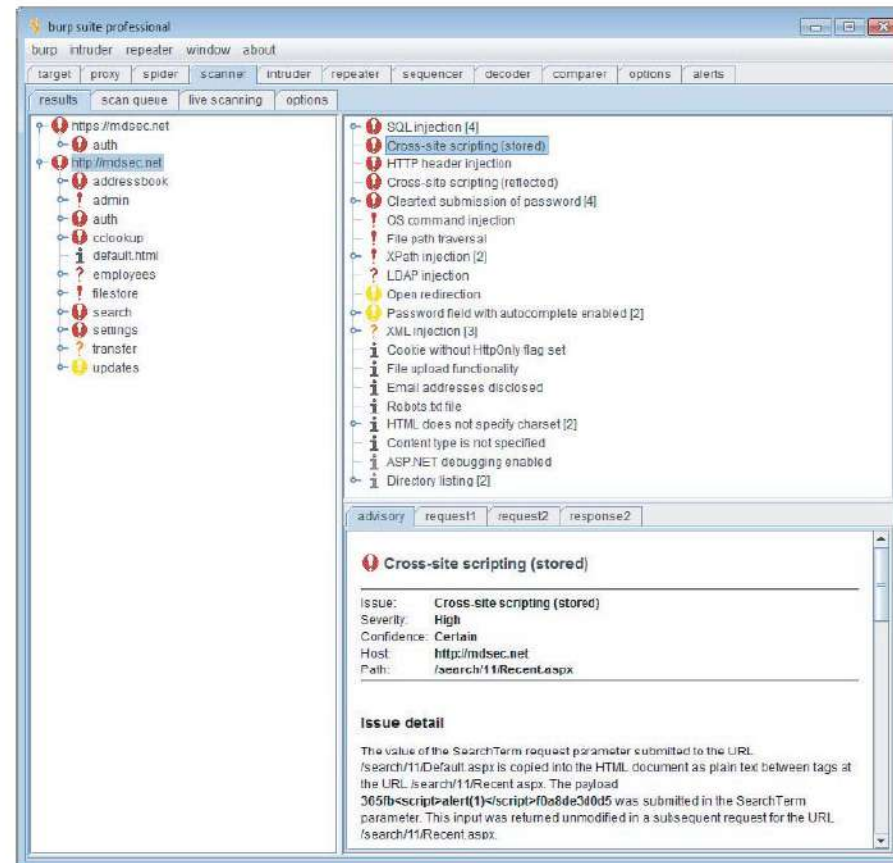 burp suite professional
burp intruder repeater window about
target proxy spider scanner intruder repeater sequencer decoder comparer options alerts
results scan queue live scanning options
https://mdsec.net
auth
http://mdsec.net
addressbook
admin
auth
cclookup
default.html
employees
filestore
search
settings
transfer
updates
SQL injection [4]
Cross-site scripting (stored)
HTTP header injection
Cross-site scripting (reflected)
Cleartext submission of password [4]
OS command injection
File path traversal
XPath injection [2]
LDAP injection
Open redirection
Password field with autocomplete enabled [2]
XML injection [3]
Cookie without HttpOnly flag set
File upload functionality
Email addresses disclosed
Robots.txt file
HTML does not specify charset [2]
Content type is not specified
ASP.NET debugging enabled
Directory listing [2]
advisory request1 request2 response2
Cross-site scripting (stored)
Issue: Cross-site scripting (stored)
Severity: High
Confidence: Certain
Host: http://mdsec.net
Path: /search/11/Recent.aspx
Issue detail
The value of the SearchTerm request parameter submitted to the URL
/search/11/Default.aspx is copied into the HTML document as plain text between tags at
the URL /search/11/Recent.aspx. The payload
365fb<script>alert(1)</script>f0a8de3d0d5 was submitted in the SearchTerm
parameter. This input was returned unmodified in a subsequent request for the URL
/search/11/Recent.aspx.